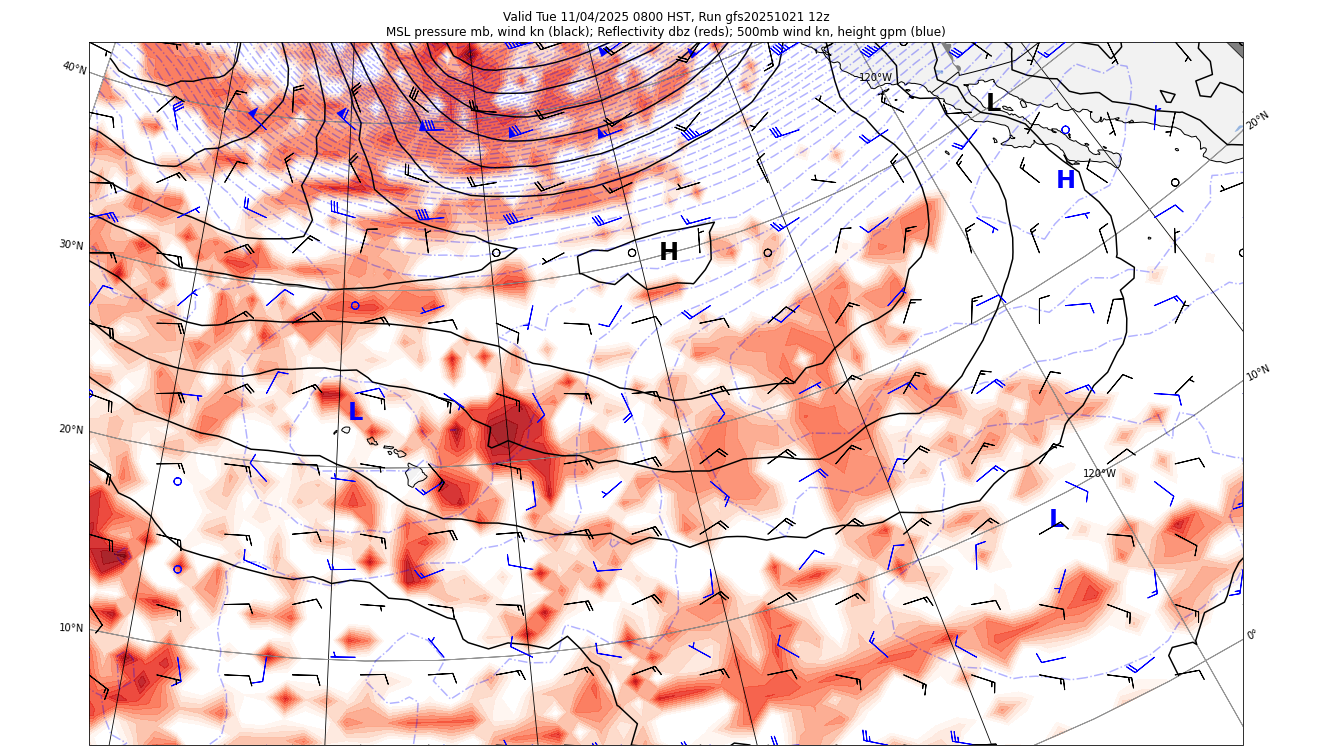 Valid Tue 11/04/2025 0800 HST, Run gfs20251021 12z
MSL pressure mb, wind kn (black); Reflectivity dbz (reds); 500mb wind kn, height gpm (blue)
40°N
120°W
L
20°N
H
30°N
H
10°N
L
20°N
120°W
L
10°N
0°